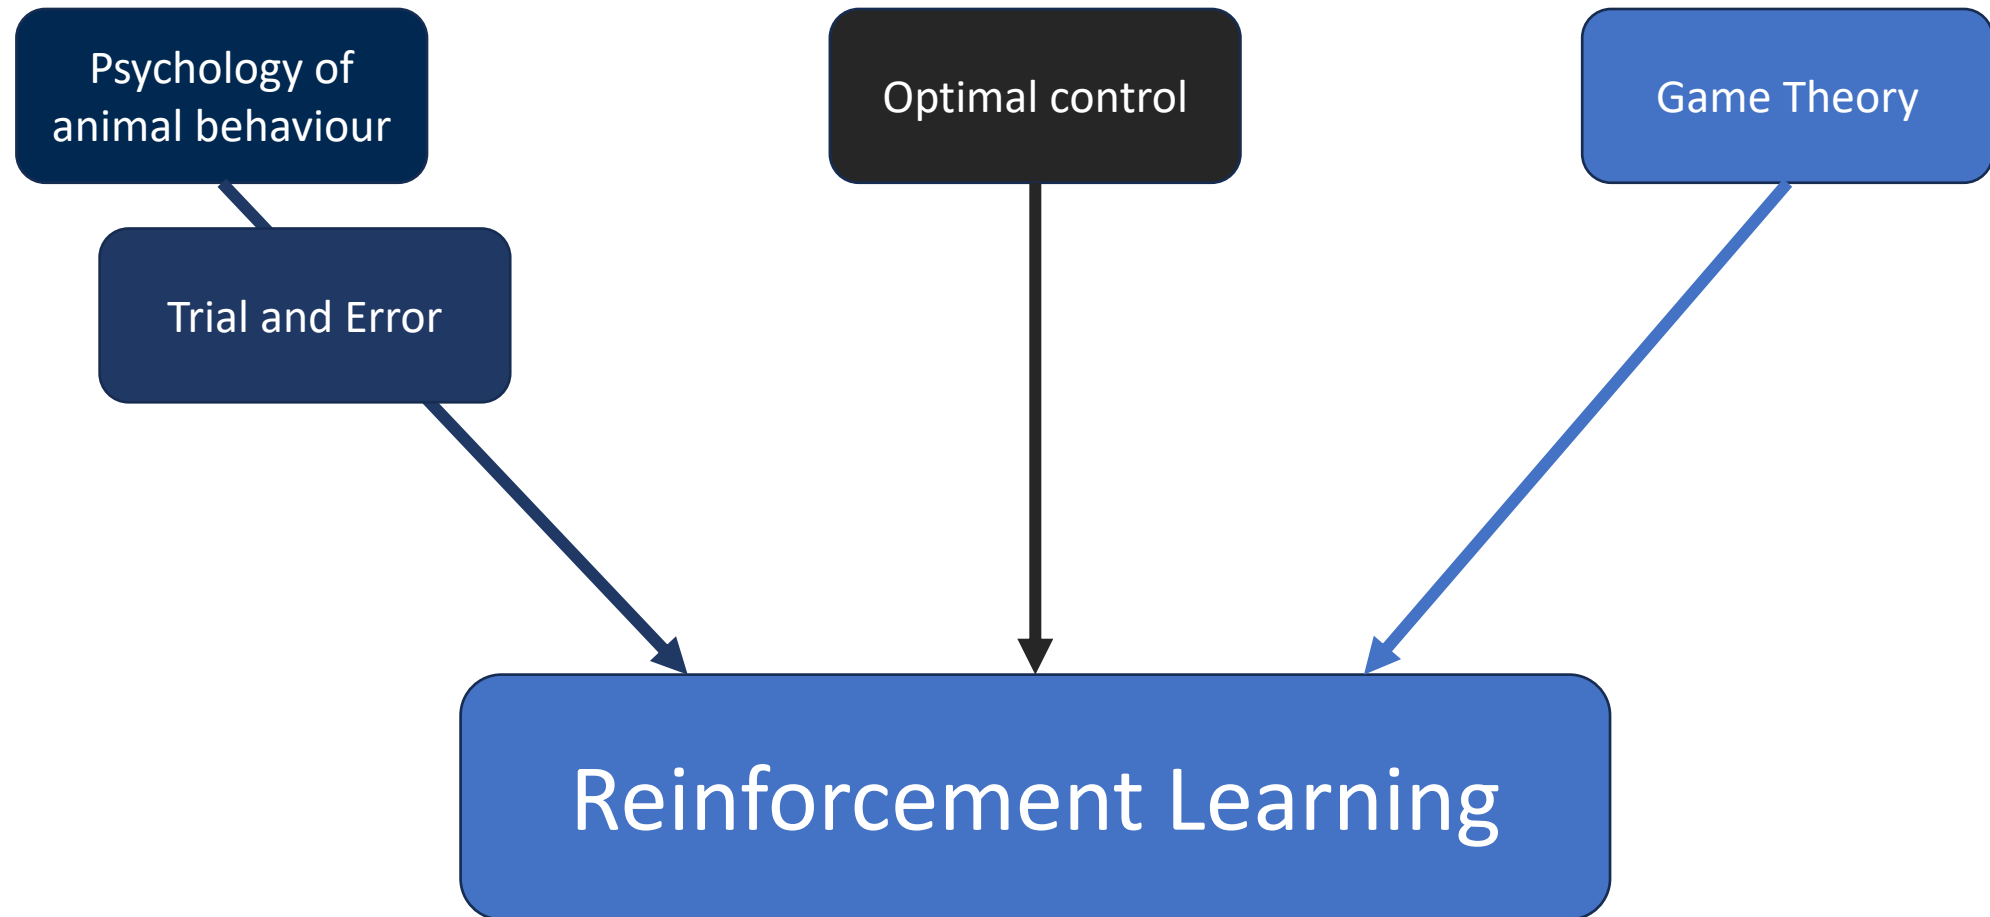 Psychology of
animal behaviour
Optimal control
Game Theory
Trial and Error
Reinforcement Learning